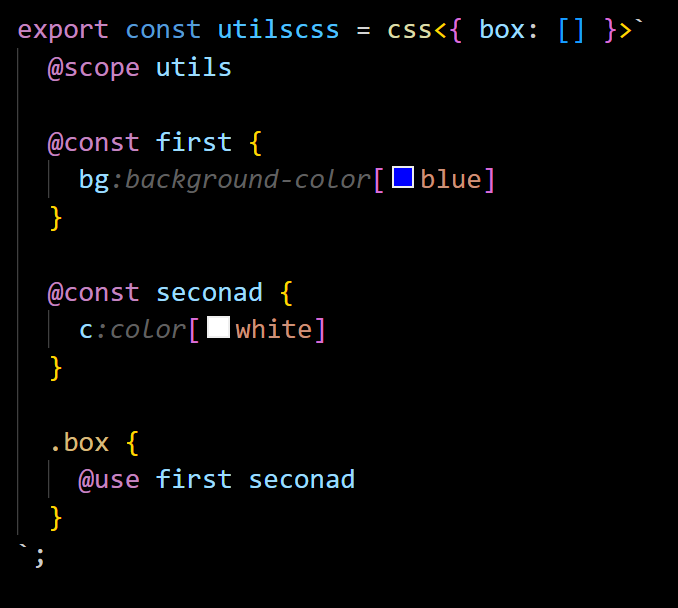 export const utilscss = css<{ box: [] }>`
@scope utils
@const first {
bg:background-color[blue]
}
@const seconad {
c:color[white]
}
.box {
@use first seconad
}
`;